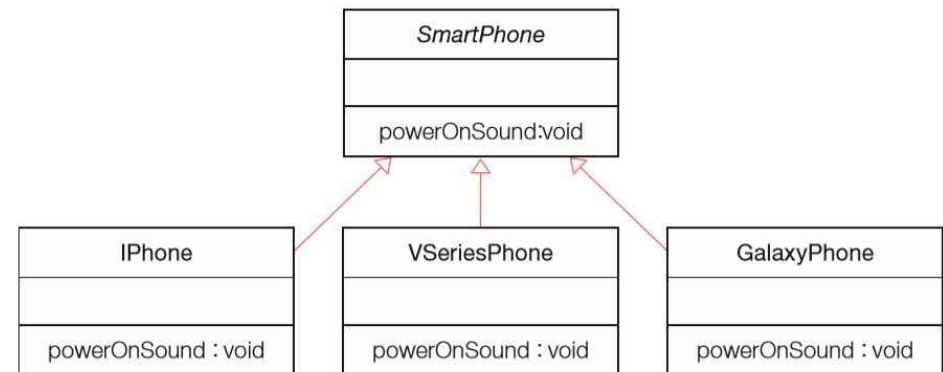 SmartPhone
powerOnSound:void
IPhone
VSeriesPhone
GalaxyPhone
powerOnSound : void
powerOnSound : void
powerOnSound : void